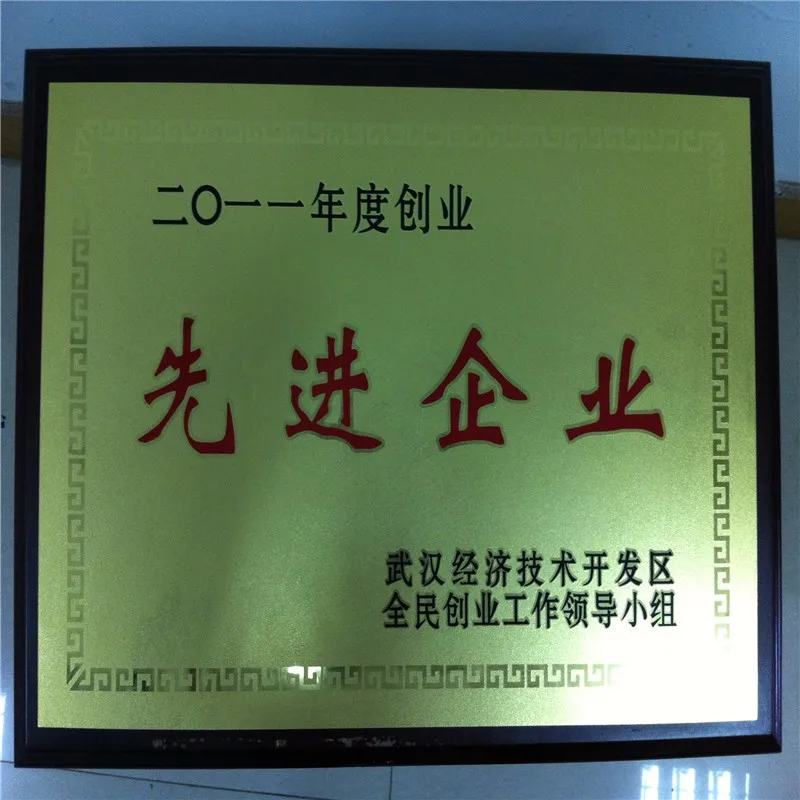 二〇一一年度创业
先进企业
武汉经济技术开发区
全民创业工作领导小组